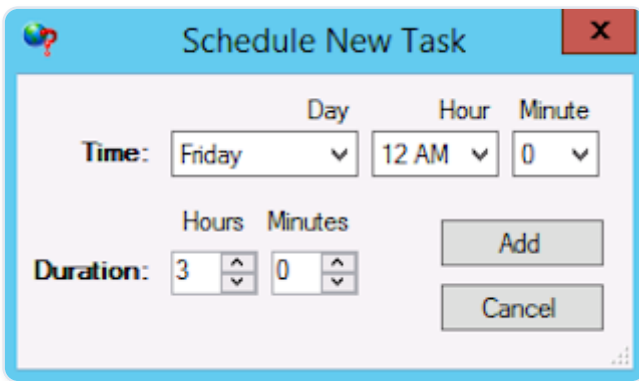 Schedule New Task
x
Day Hour Minute
Time: Friday 12 AM 0
Hours Minutes
Duration: 3 0
Add
Cancel